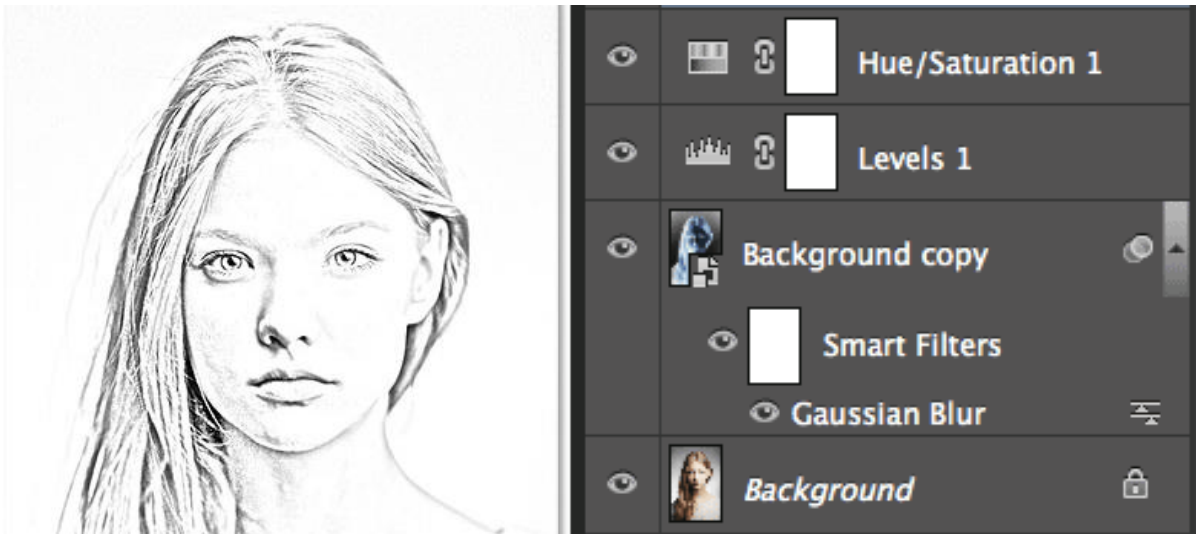 Hue/Saturation 1
Levels 1
Background copy
Smart Filters
Gaussian Blur
Background